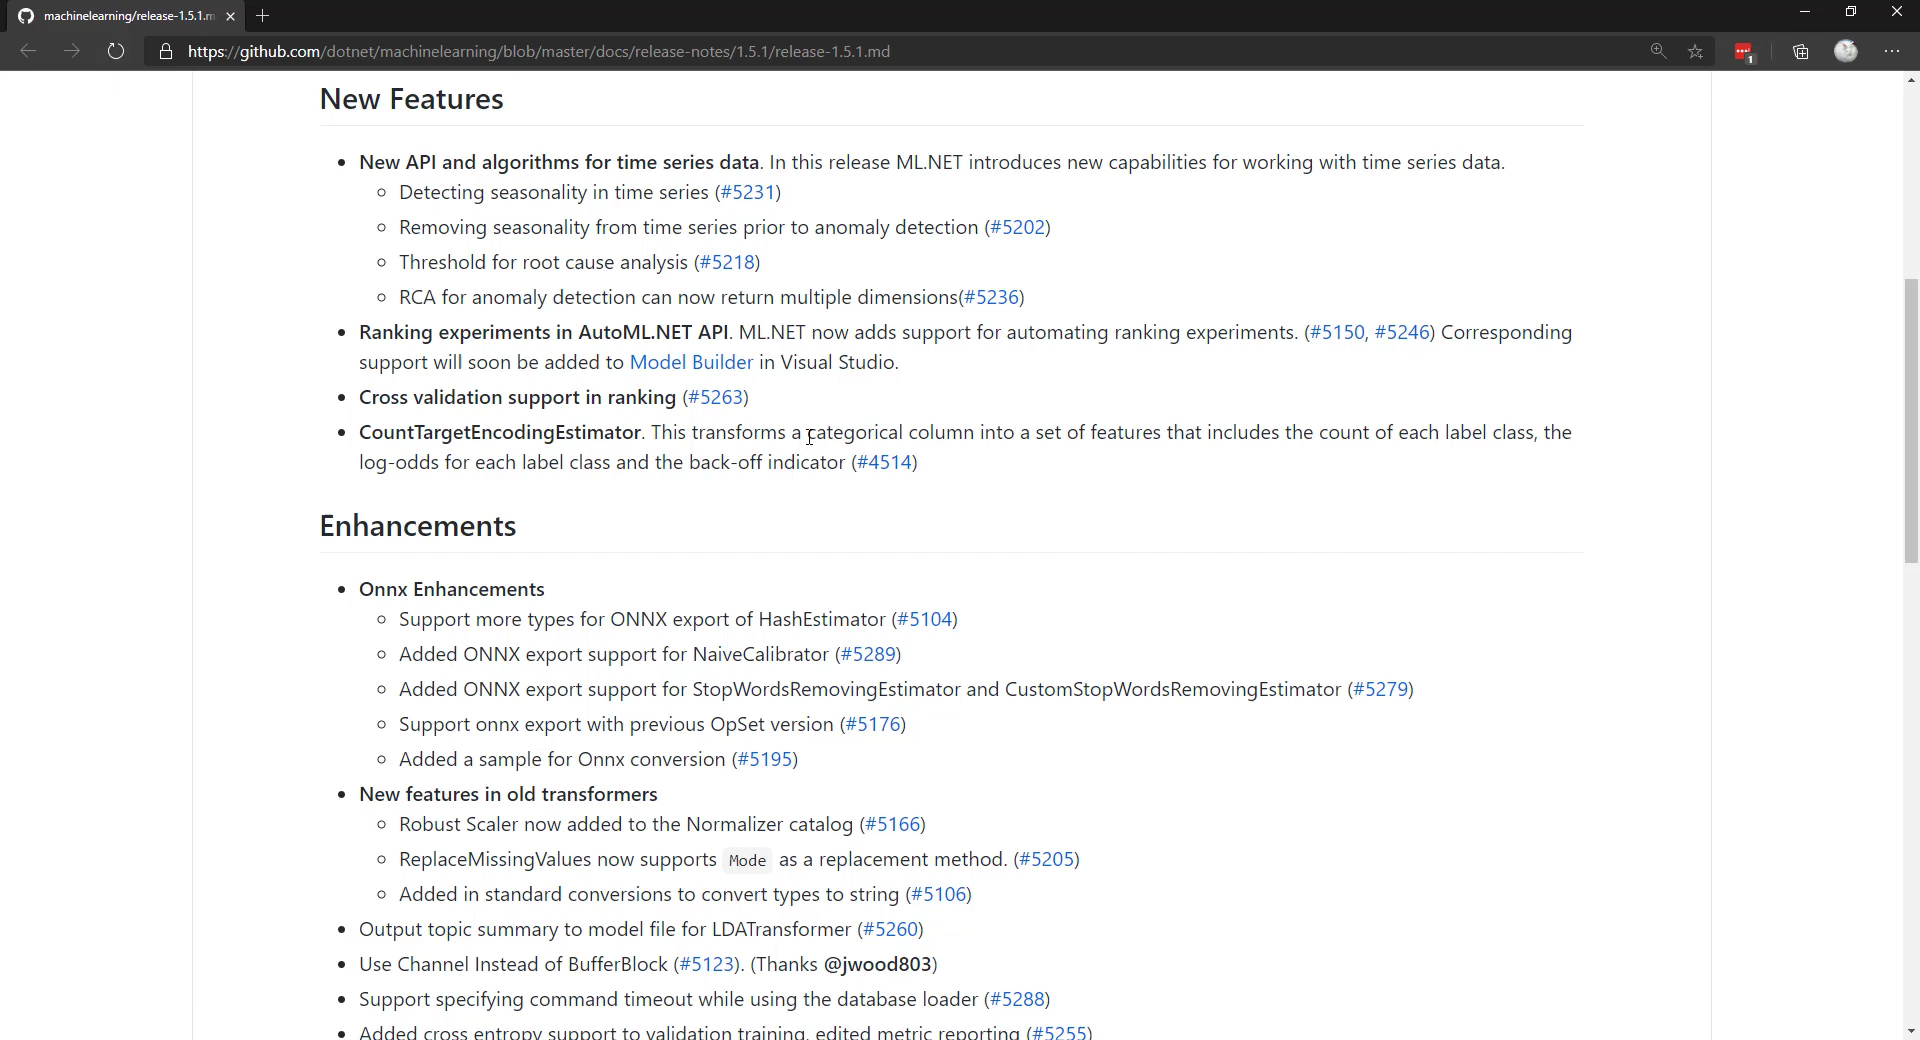 machinelearning/release-1.5.1.m
https://github.com/dotnet/machinelearning/blob/master/docs/release-notes/1.5.1/release-1.5.1.md
1
New Features
New API and algorithms for time series data. In this release ML.NET introduces new capabilities for working with time series data.
Detecting seasonality in time series (#5231)
Removing seasonality from time series prior to anomaly detection (#5202)
Threshold for root cause analysis (#5218)
RCA for anomaly detection can now return multiple dimensions(#5236)
Ranking experiments in AutoML.NET API. ML.NET now adds support for automating ranking experiments. (#5150, #5246) Corresponding
support will soon be added to Model Builder in Visual Studio.
Cross validation support in ranking (#5263)
CountTargetEncodingEstimator. This transforms a categorical column into a set of features that includes the count of each label class, the
log-odds for each label class and the back-off indicator (#4514)
Enhancements
Onnx Enhancements
Support more types for ONNX export of HashEstimator (#5104)
Added ONNX export support for NaiveCalibrator (#5289)
Added ONNX export support for StopWordsRemovingEstimator and CustomStopWordsRemovingEstimator (#5279)
Support onnx export with previous OpSet version (#5176)
Added a sample for Onnx conversion (#5195)
New features in old transformers
Robust Scaler now added to the Normalizer catalog (#5166)
ReplaceMissingValues now supports Mode as a replacement method. (#5205)
Added in standard conversions to convert types to string (#5106)
Output topic summary to model file for LDATransformer (#5260)
Use Channel Instead of BufferBlock (#5123). (Thanks @jwood803)
Support specifying command timeout while using the database loader (#5288)
Added cross entropy support to validation training, edited metric reporting (#5255)